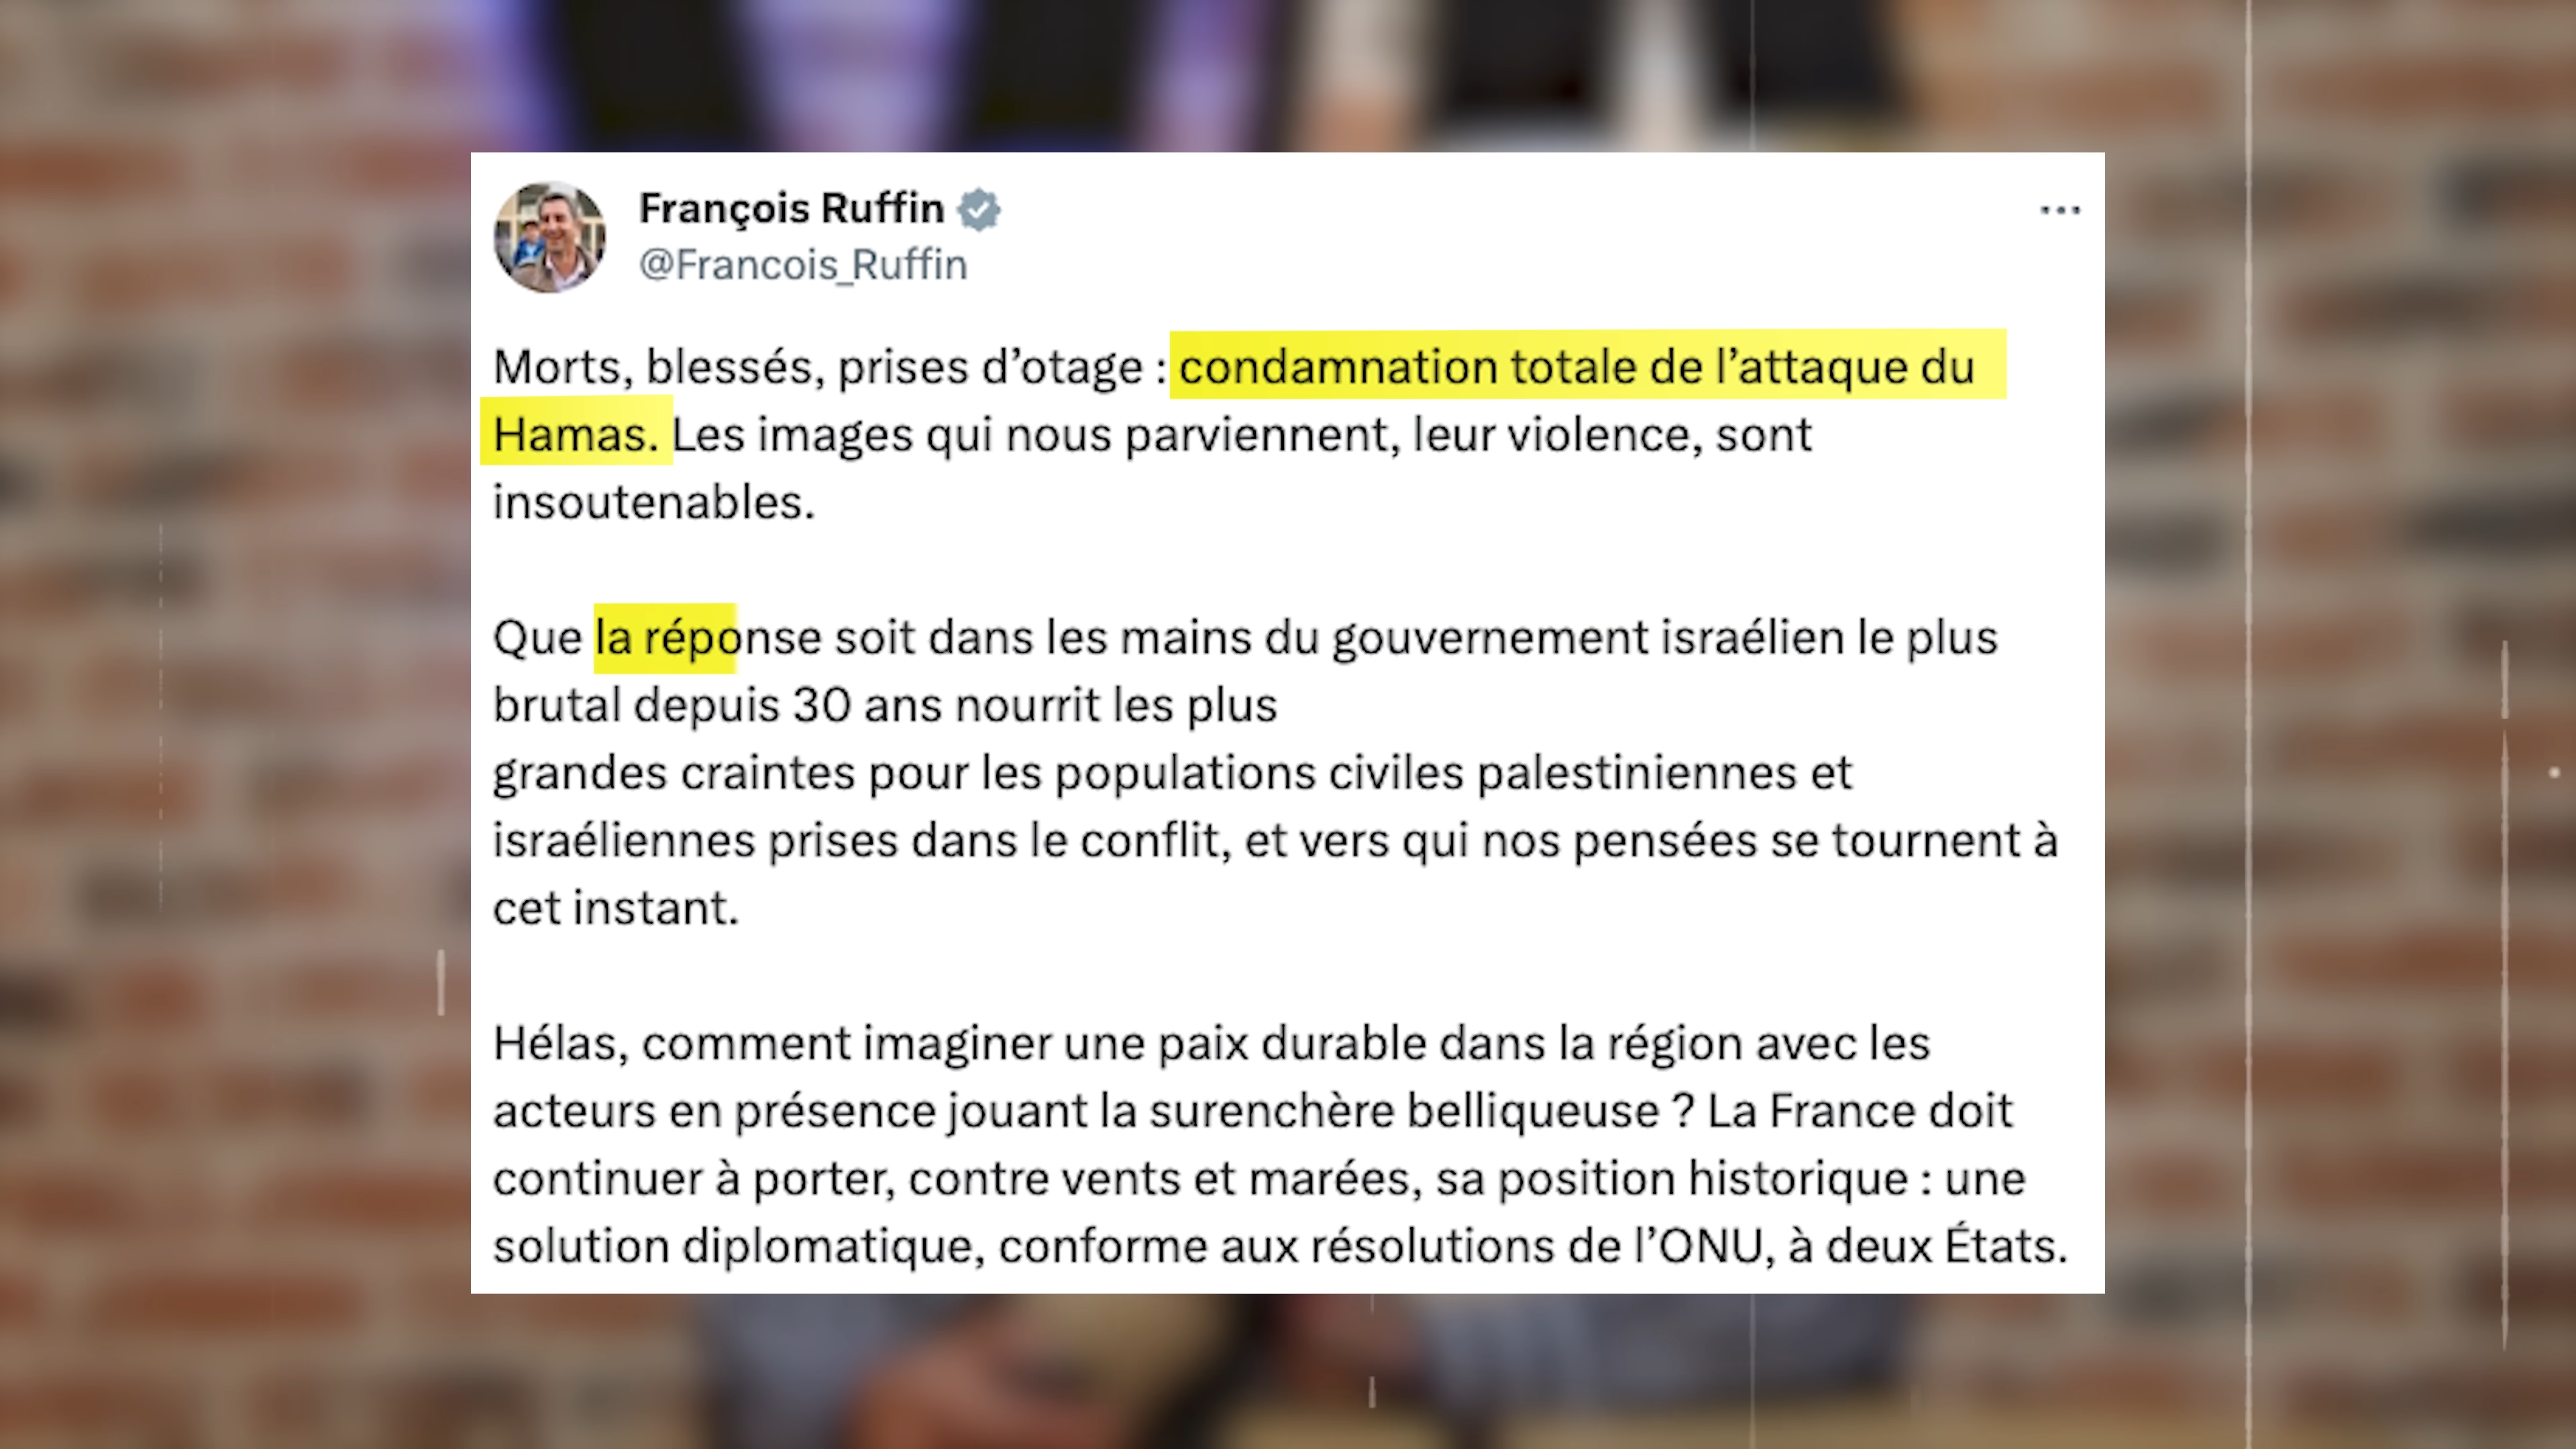 François Ruffin
@Francois_Ruffin
Morts, blessés, prises d’otage : condamnation totale de l’attaque du
Hamas. Les images qui nous parviennent, leur violence, sont
insoutenables.
Que la réponse soit dans les mains du gouvernement israélien le plus
brutal depuis 30 ans nourrit les plus
grandes craintes pour les populations civiles palestiniennes et
israéliennes prises dans le conflit, et vers qui nos pensées se tournent à
cet instant.
Hélas, comment imaginer une paix durable dans la région avec les
acteurs en présence jouant la surenchère belliqueuse ? La France doit
continuer à porter, contre vents et marées, sa position historique : une
solution diplomatique, conforme aux résolutions de l’ONU, à deux États.